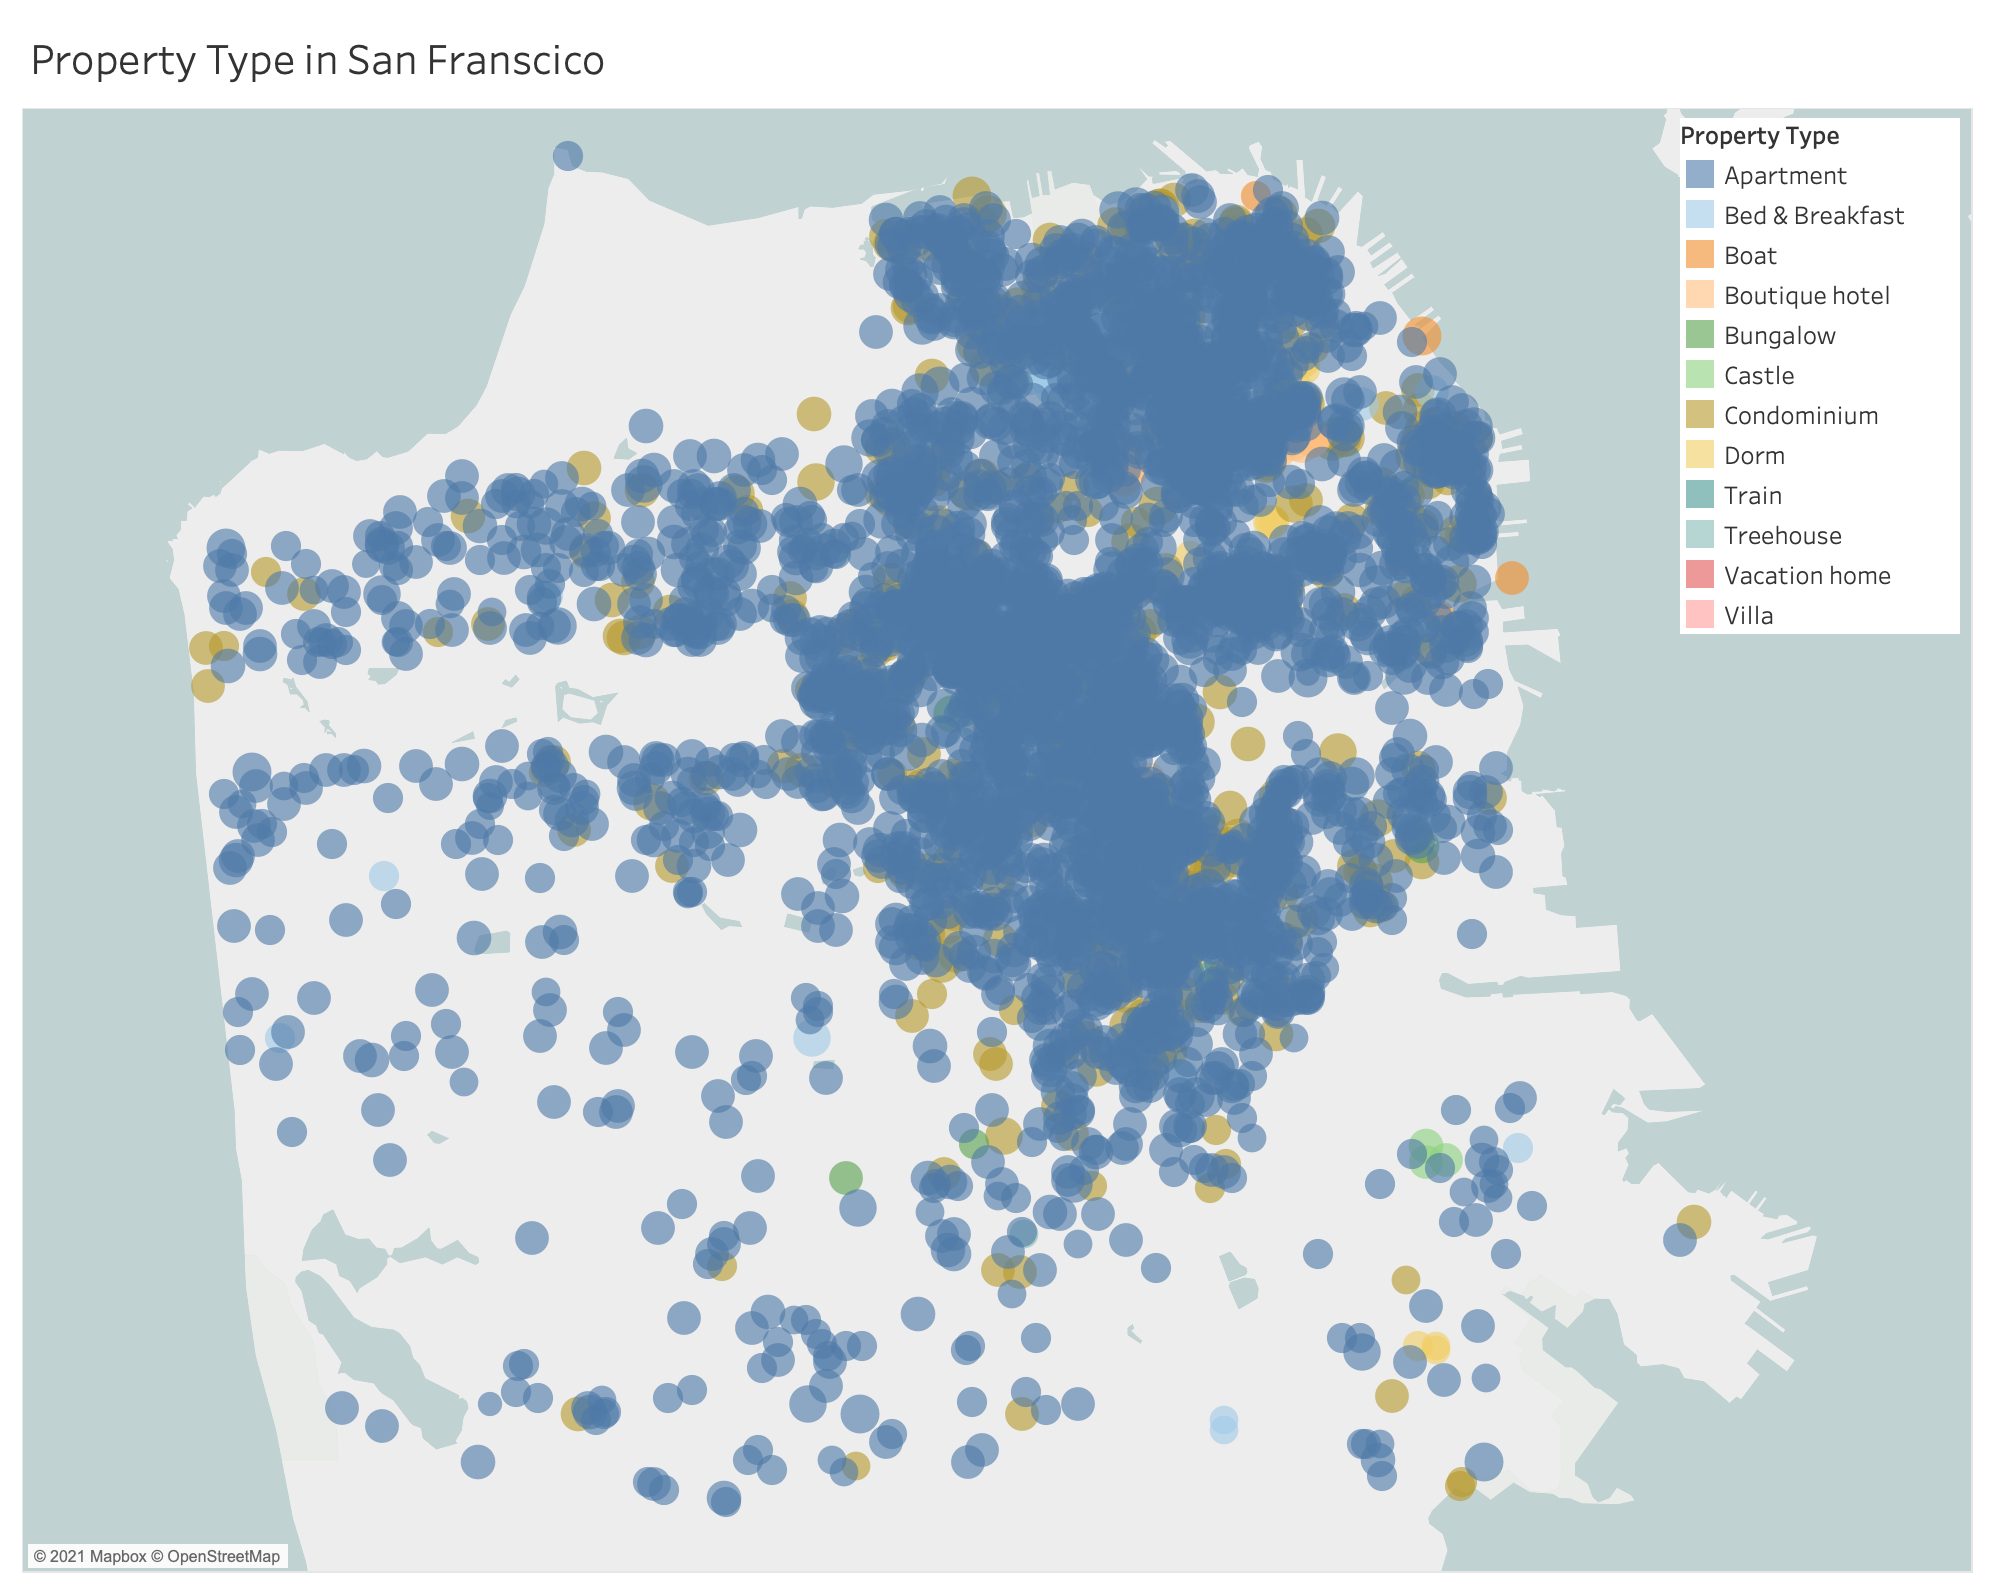 Property Type in San Franscico
Property Type
Apartment
Bed & Breakfast
Boat
Boutique hotel
Bungalow
Castle
Condominium
Dorm
Train
Treehouse
Vacation home
Villa
© 2021 Mapbox © OpenStreetMap